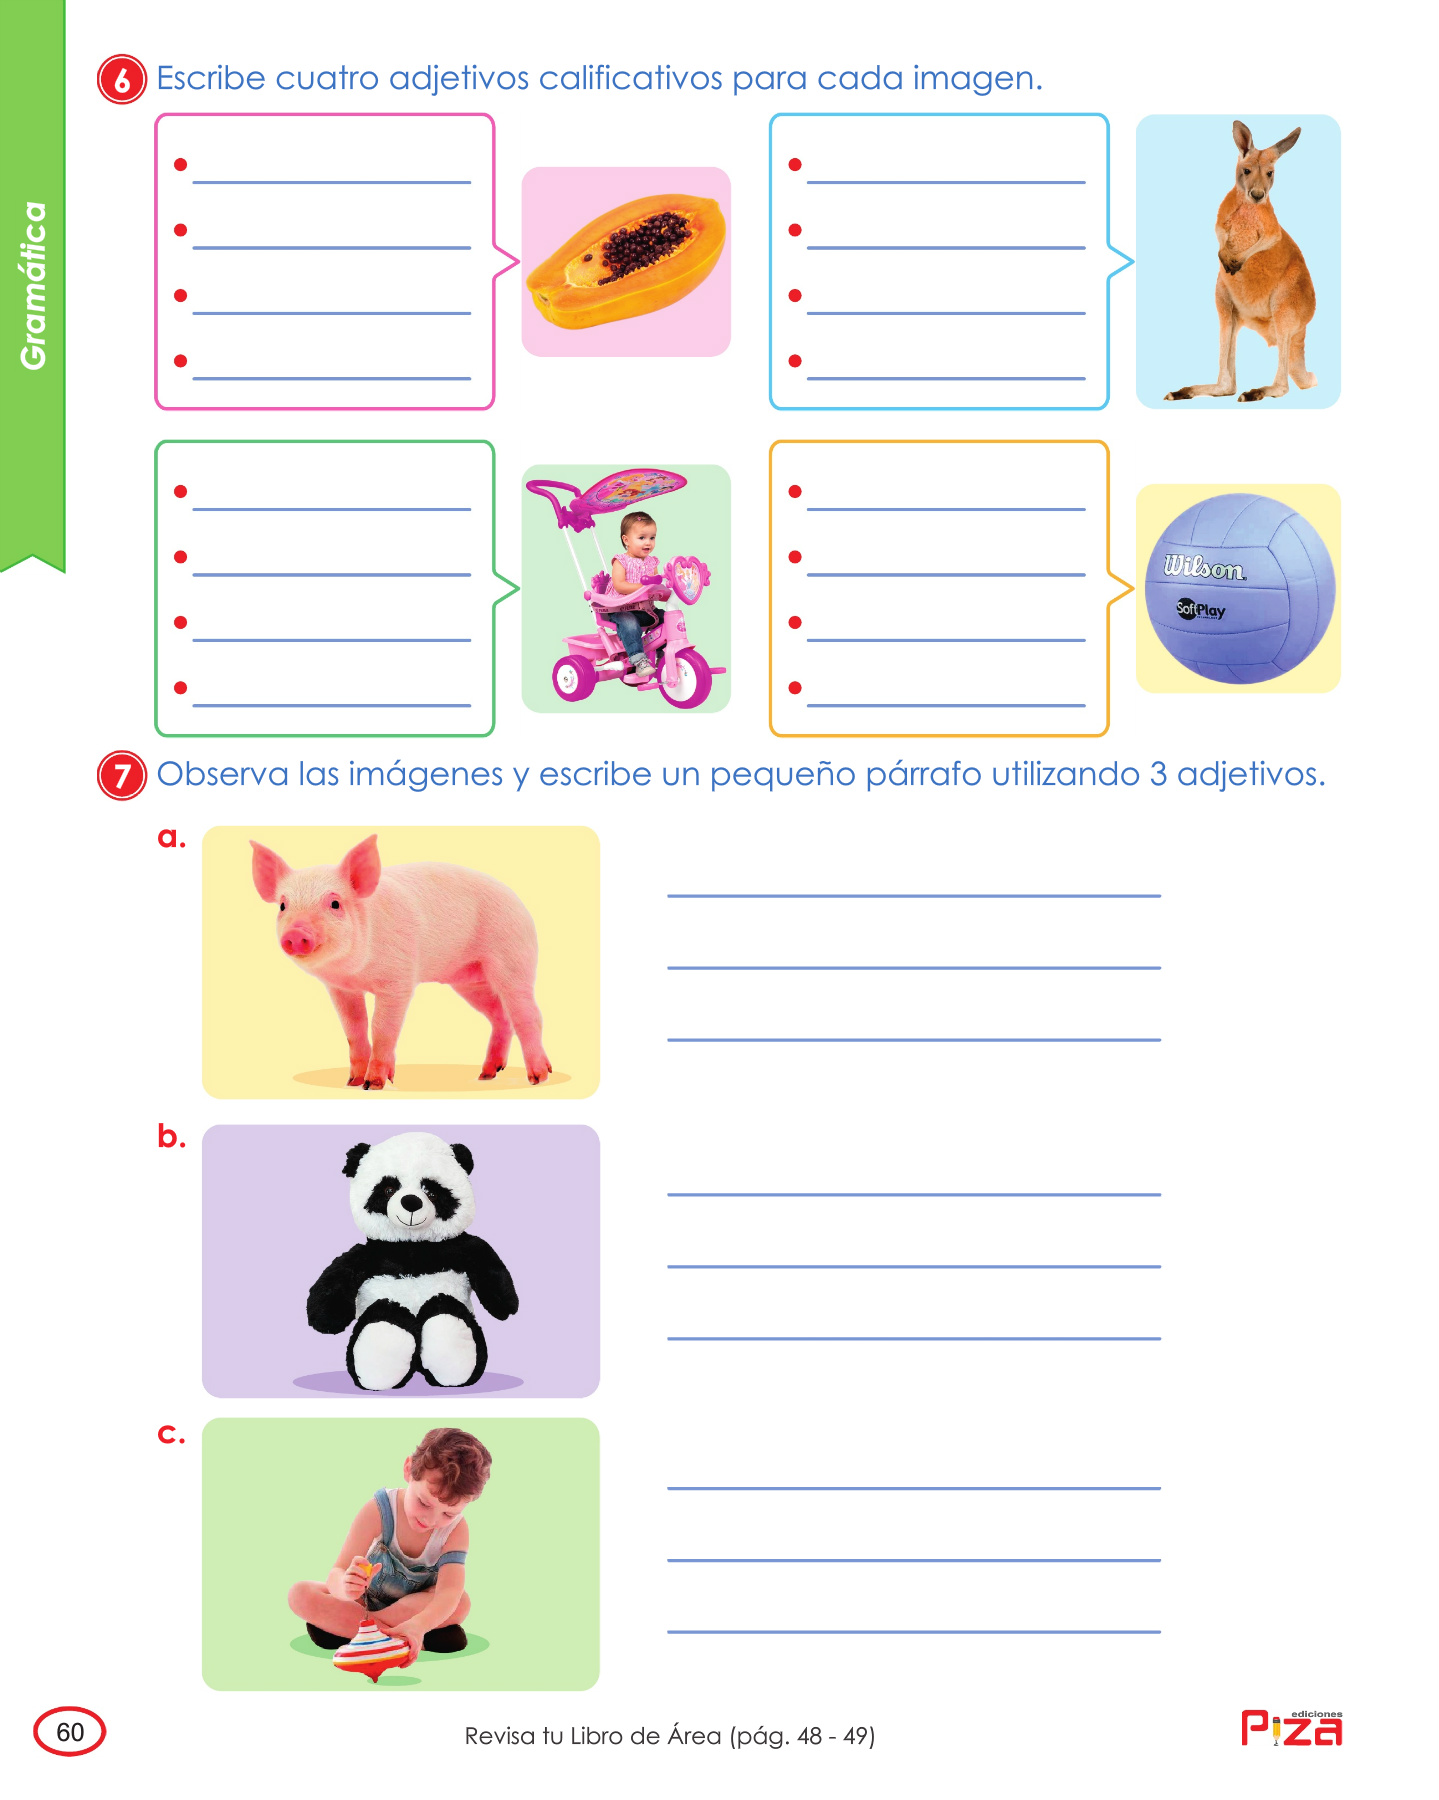 Gramática
6 Escribe cuatro adjetivos calificativos para cada imagen.
Wilson
SoftPlay
7 Observa las imágenes y escribe un pequeño párrafo utilizando 3 adjetivos.
a.
b.
c.
60
Revisa tu Libro de Área (pág. 48 - 49)
ediciones
Piza